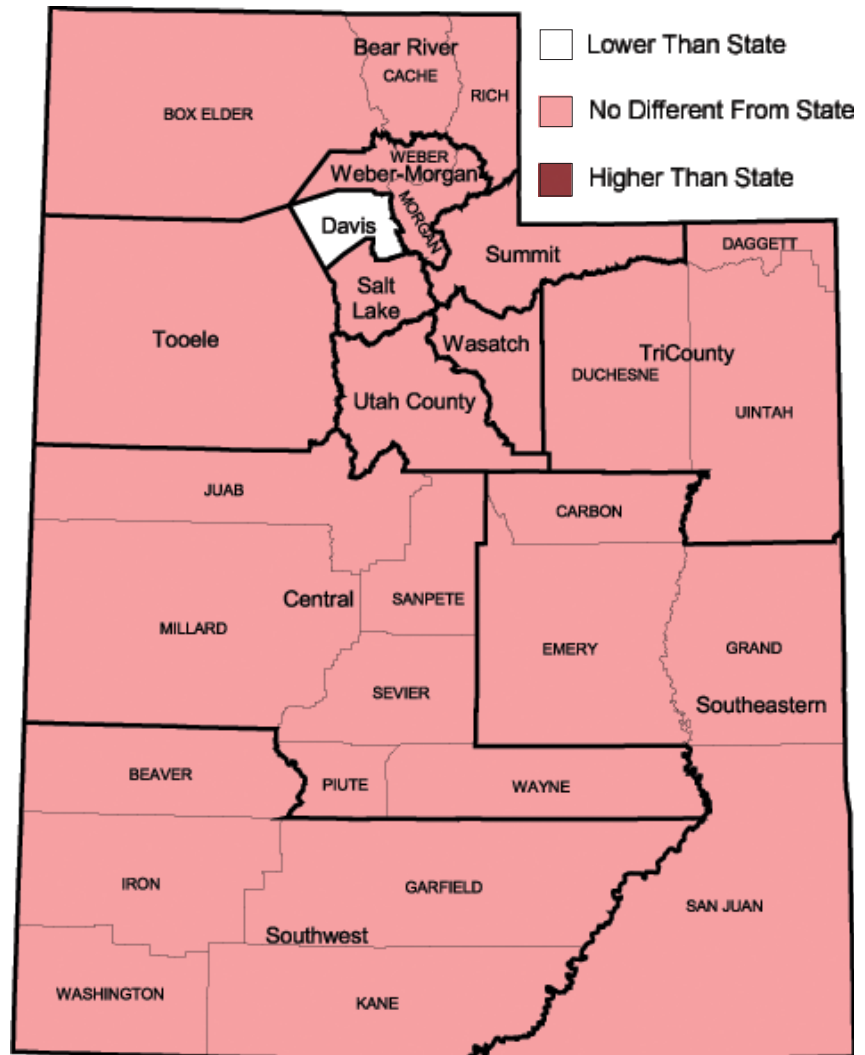 Bear River
CACHE
RICH
BOX ELDER
Lower Than State
No Different From State
Higher Than State
WEBER
Weber-Morgan
MORGAN
Davis
Summit
DAGGETT
Salt
Lake
Tooele
Wasatch
TriCounty
DUCHESNE
UINTAH
Utah County
JUAB
CARBON
Central
SANPETE
MILLARD
EMERY
GRAND
SEVIER
Southeastern
BEAVER
PIUTE
WAYNE
IRON
GARFIELD
SAN JUAN
Southwest
WASHINGTON
KANE